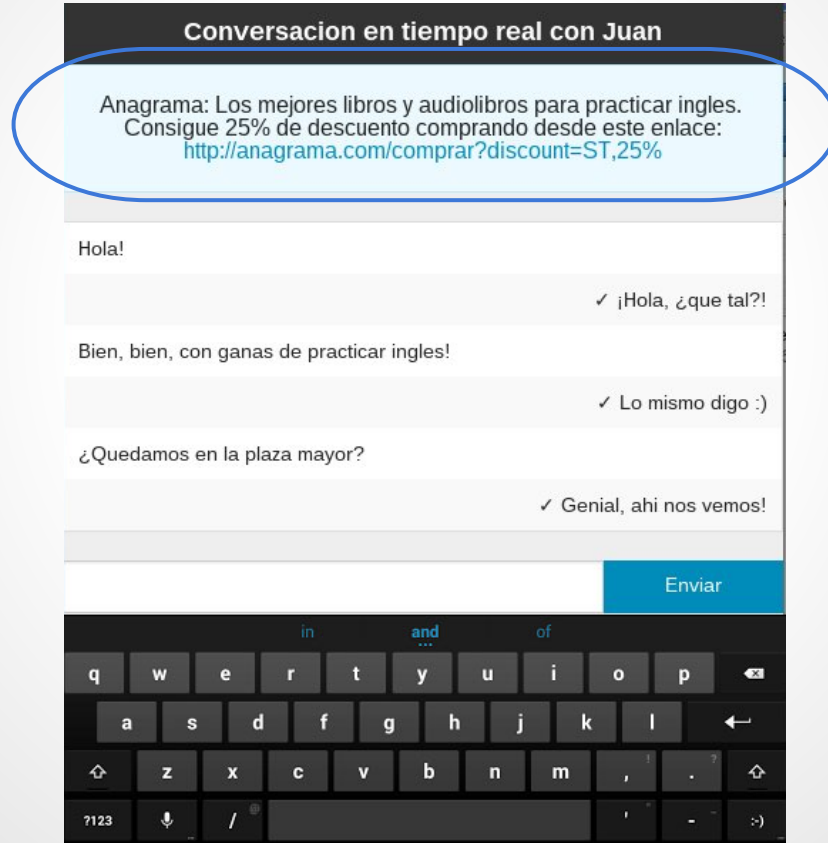 Conversacion en tiempo real con Juan
Anagrama: Los mejores libros y audiolibros para practicar ingles.
Consigue 25% de descuento comprando desde este enlace:
http://anagrama.com/comprar?discount=ST,25%
Hola!
✓ ¡Hola, ¿que tal?!
Bien, bien, con ganas de practicar ingles!
✓ Lo mismo digo :)
¿Quedamos en la plaza mayor?
✓ Genial, ahi nos vemos!
Enviar
in and of
q w e r t y u i o p
a s d f g h j k l
z x c v b n m , ! . ?
?123 / @ ' " - _ :-)